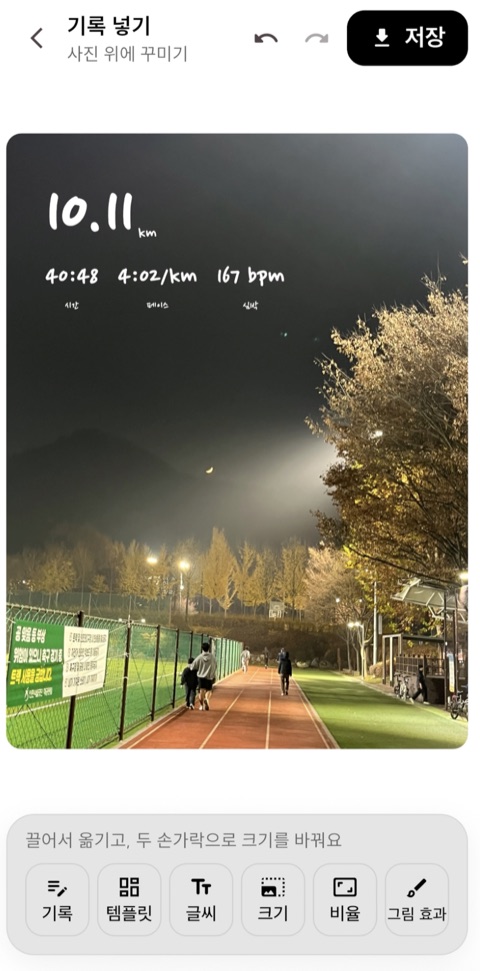 기록 넣기
사진 위에 꾸미기
저장
10.11 km
40:48 4:02/km 167 bpm
시간 페이스 심박
끌어서 옮기고, 두 손가락으로 크기를 바꿔요
기록 템플릿 글씨 크기 비율 그림 효과